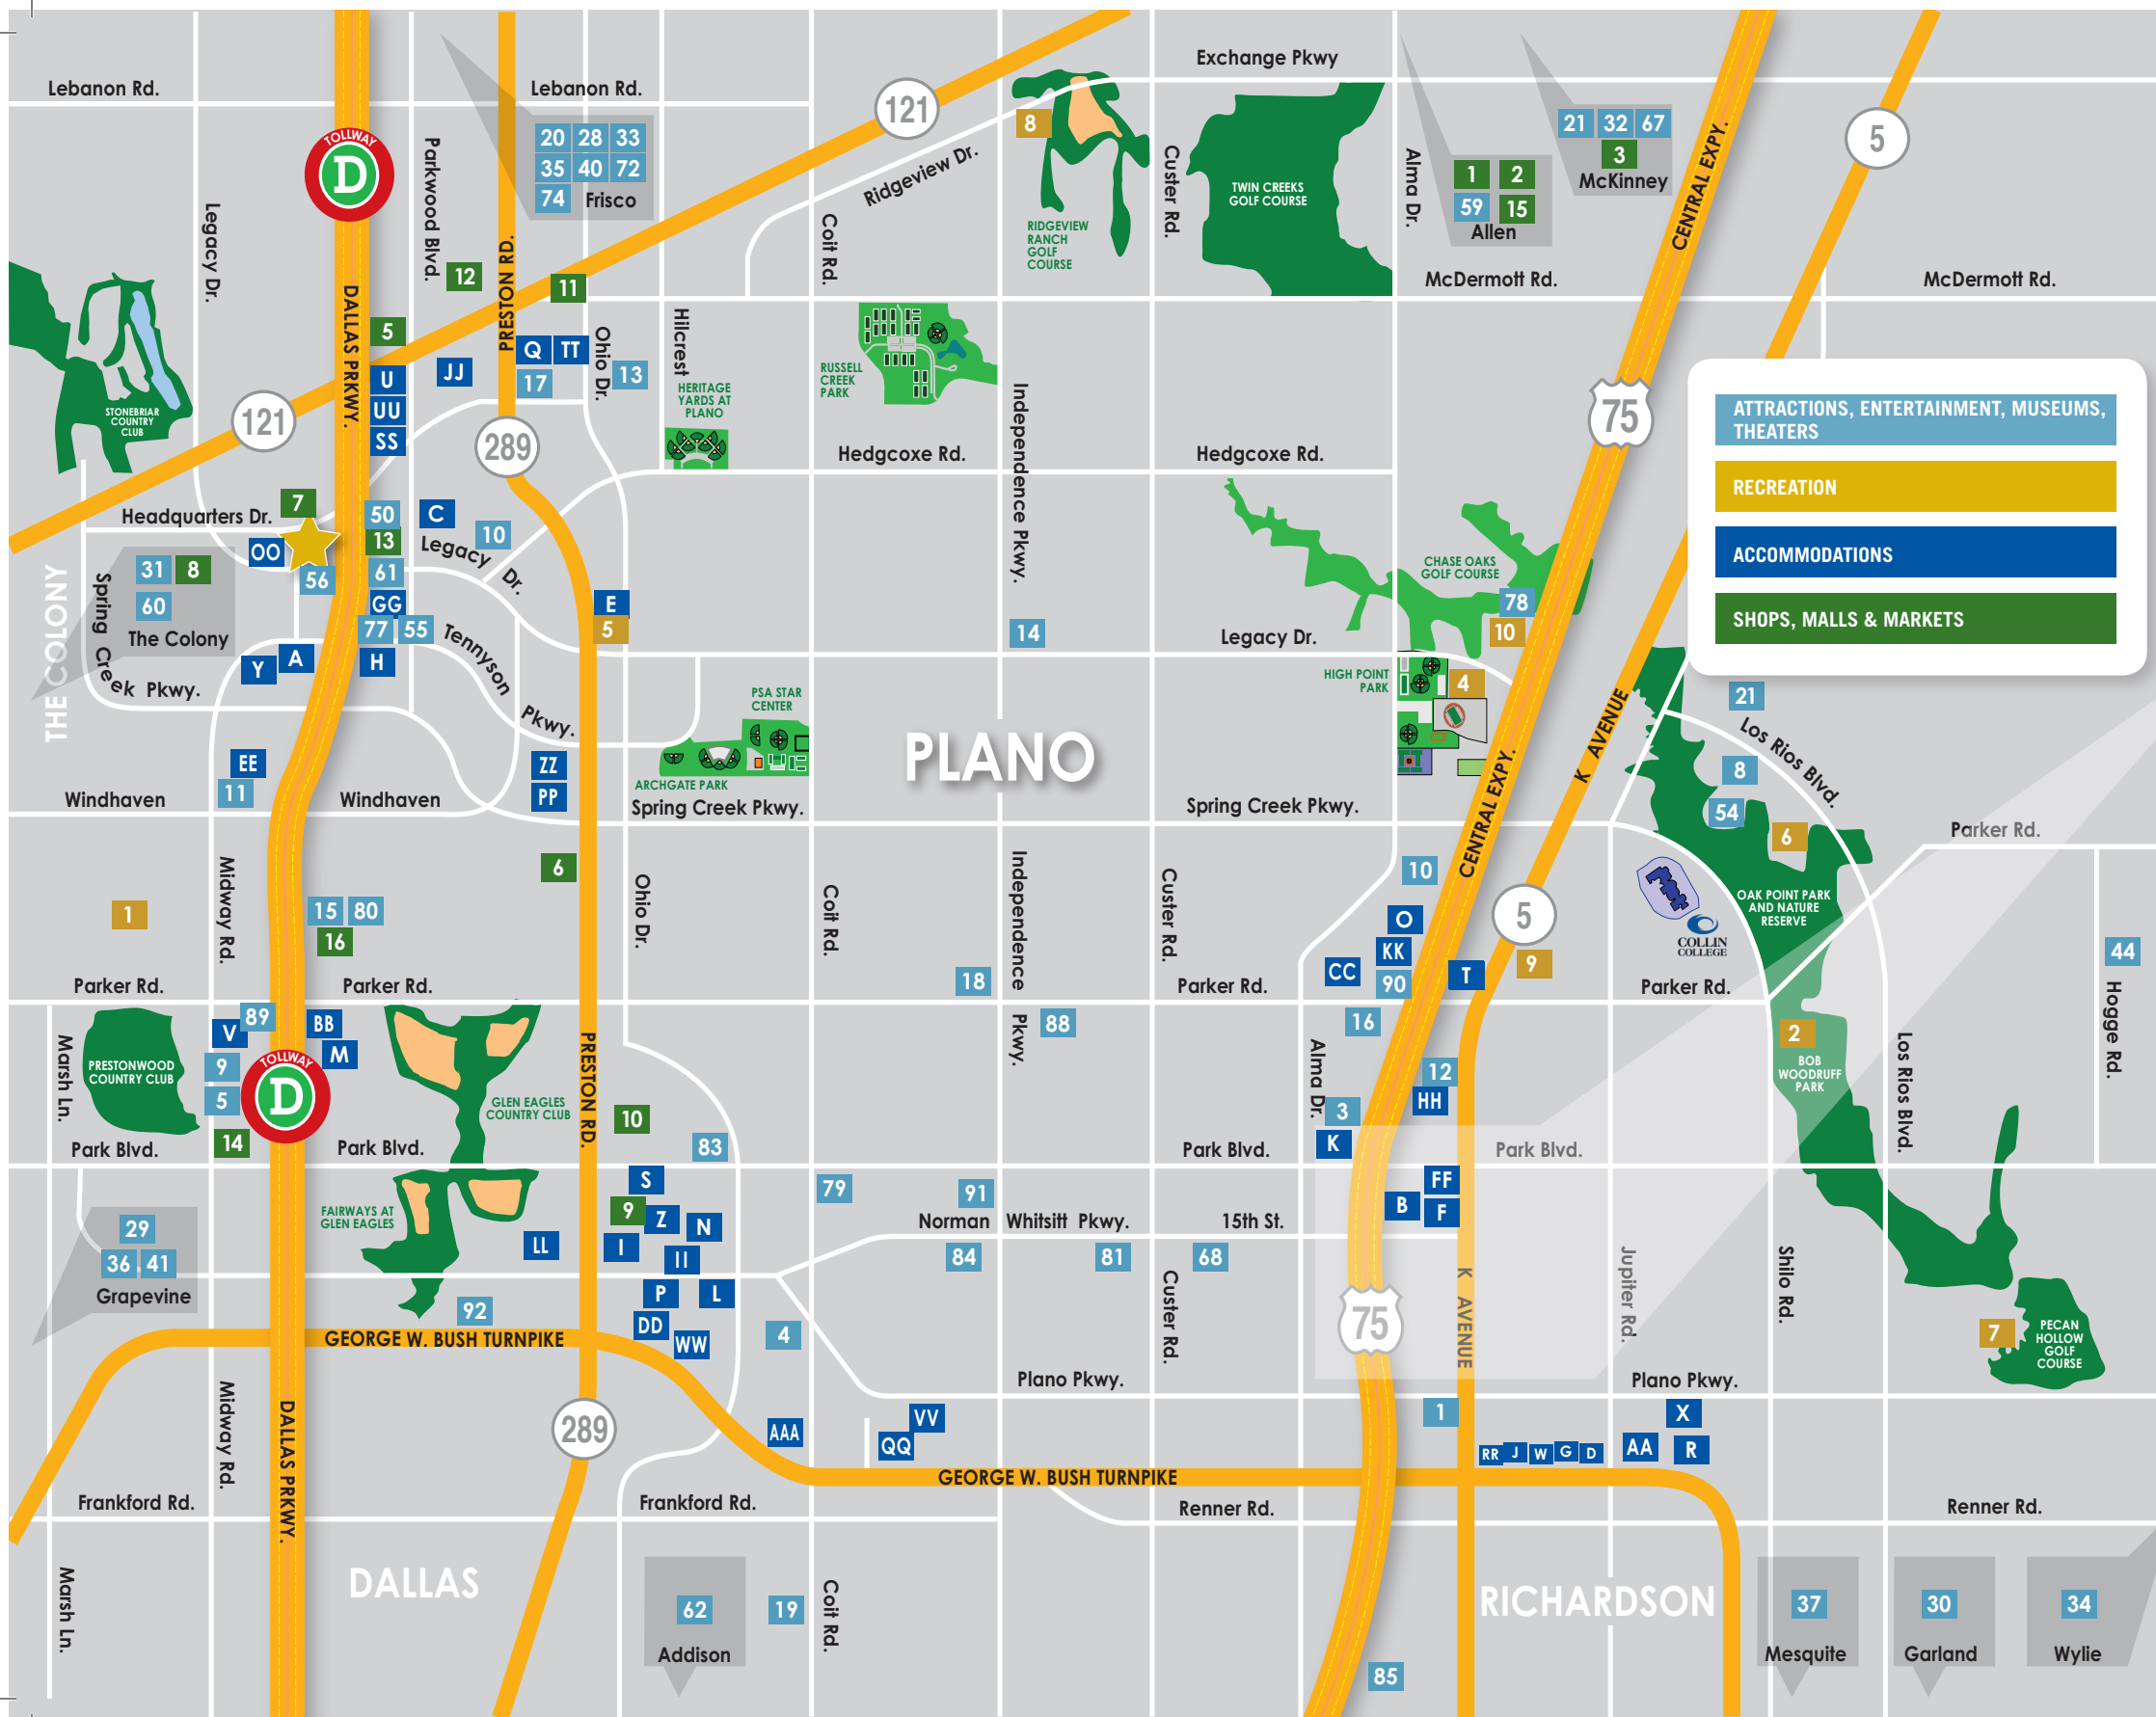 Exchange Pkwy
Lebanon Rd.
Lebanon Rd.
121
TOLLWAY
D
Parkwood Blvd.
20 28 33
35 40 72
74 Frisco
Ridgeview Dr.
8
RIDGEVIEW
RANCH
GOLF
COURSE
Custer Rd.
TWIN CREEKS
GOLF COURSE
Alma Dr.
1 2
59 15
Allen
21 32 67
3
McKinney
CENTRAL EXPY.
5
Legacy Dr.
Coit Rd.
12
PRESTON RD.
11
McDermott Rd.
McDermott Rd.
DALLAS PRKWY.
5
U
UU
SS
JJ
Q TT
17
Ohio Dr.
13
Hilcrest
HERITAGE
YARDS AT
PLANO
RUSSELL
CREEK
PARK
Independence Pkwy.
STONEBRIAR
COUNTRY
CLUB
121
289
75
Hedgcoxe Rd.
Hedgcoxe Rd.
ATTRACTIONS, ENTERTAINMENT, MUSEUMS,
THEATERS
RECREATION
ACCOMMODATIONS
SHOPS, MALLS & MARKETS
7
Headquarters Dr.
50
C
13
10
Legacy Dr.
OO
56
61
GG
77 55
H
THE COLONY
31 8
60
The Colony
Spring Creek Pkwy.
Y
A
Tennyson Pkwy.
E
5
14
Legacy Dr.
CHASE OAKS
GOLF COURSE
78
10
HIGH POINT
PARK
4
PSA STAR
CENTER
ARCHGATE PARK
PLANO
CENTRAL EXPY.
K AVENUE
21
Los Rios Blvd.
8
54
6
EE
11
Windhaven
Windhaven
ZZ
PP
Spring Creek Pkwy.
Spring Creek Pkwy.
Parker Rd.
1
Midway Rd.
15 80
16
6
Ohio Dr.
Coit Rd.
Independence Pkwy.
Custer Rd.
10
O
KK
CC
90
T
5
9
COLLIN
COLLEGE
OAK POINT PARK
AND NATURE
RESERVE
44
Hogge Rd.
Parker Rd.
Parker Rd.
18
Parker Rd.
Parker Rd.
Marsh Ln.
PRESTONWOOD
COUNTRY CLUB
V
89
BB
M
9
5
TOLLWAY
D
14
GLEN EAGLES
COUNTRY CLUB
PRESTON RD.
10
83
88
16
Alma Dr.
3
K
12
HH
2
BOB
WOODRUFF
PARK
Los Rios Blvd.
Park Blvd.
Park Blvd.
Park Blvd.
Park Blvd.
29
36 41
Grapevine
FAIRWAYS AT
GLEN EAGLES
LL
92
S
9
Z
N
I
II
P
L
DD
WW
79
91
Norman Whitsitt Pkwy.
15th St.
84
81
68
4
Custer Rd.
B
FF
F
75
K AVENUE
Jupiter Rd.
Shilo Rd.
7
PECAN
HOLLOW
GOLF
COURSE
GEORGE W. BUSH TURNPIKE
Plano Pkwy.
Plano Pkwy.
Midway Rd.
DALLAS PRKWY.
289
AAA
QQ
VV
1
RR J W G D
AA
X
R
GEORGE W. BUSH TURNPIKE
Frankford Rd.
Frankford Rd.
Renner Rd.
Renner Rd.
Marsh Ln.
DALLAS
62
Addison
19
Coit Rd.
85
RICHARDSON
37
Mesquite
30
Garland
34
Wylie